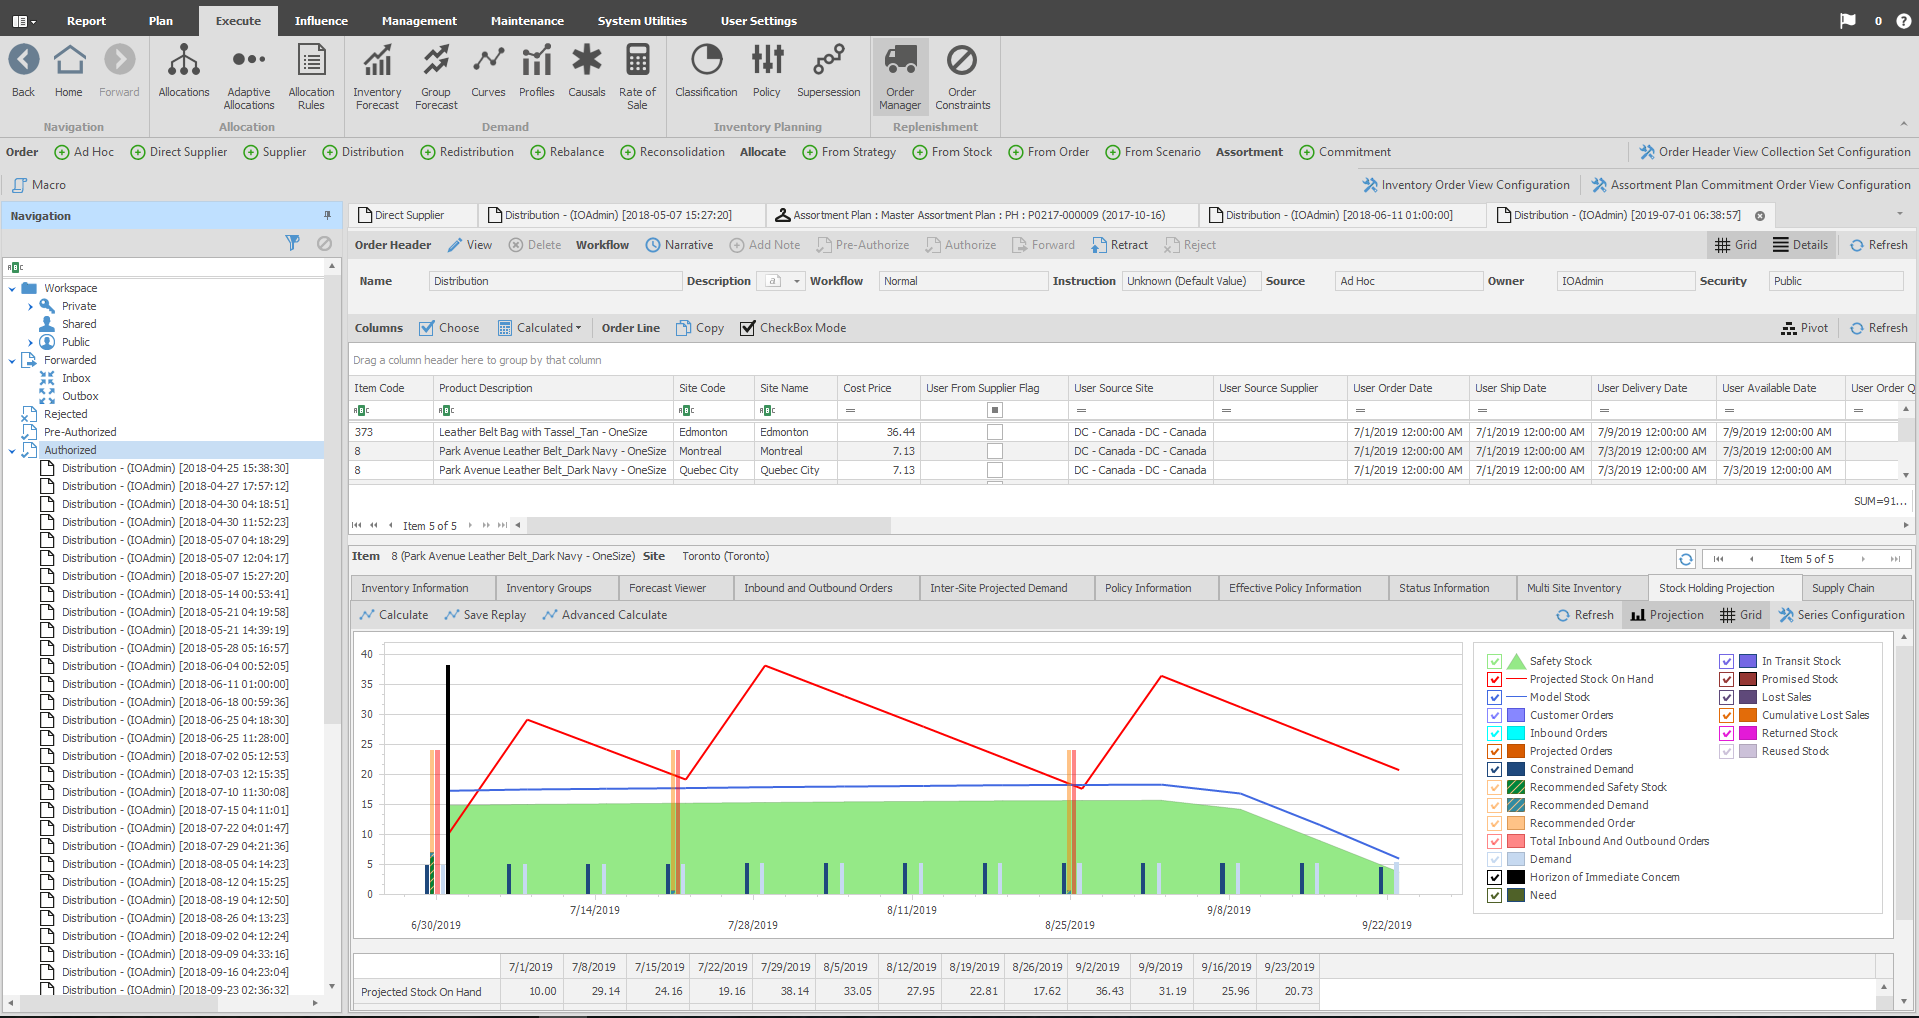 Report Plan Execute Influence Management Maintenance System Utilities User Settings 0 ?
Back Home Forward Allocations Adaptive Allocations Allocation Rules Inventory Forecast Group Forecast Curves Profiles Causals Rate of Sale Classification Policy Supersession Order Manager Order Constraints
Navigation Allocation Demand Inventory Planning Replenishment
Order Ad Hoc Direct Supplier Supplier Distribution Redistribution Rebalance Reconsolidation Allocate From Strategy From Stock From Order From Scenario Assortment Commitment Order Header View Collection Set Configuration
Macro Inventory Order View Configuration Assortment Plan Commitment Order View Configuration
Navigation
ABC
Workspace
Private
Shared
Public
Forwarded
Inbox
Outbox
Rejected
Pre-Authorized
Authorized
Distribution - (IOAdmin) [2018-04-25 15:38:30]
Distribution - (IOAdmin) [2018-04-27 17:57:12]
Distribution - (IOAdmin) [2018-04-30 04:18:51]
Distribution - (IOAdmin) [2018-04-30 11:52:23]
Distribution - (IOAdmin) [2018-05-07 04:18:29]
Distribution - (IOAdmin) [2018-05-07 12:04:17]
Distribution - (IOAdmin) [2018-05-07 15:27:20]
Distribution - (IOAdmin) [2018-05-14 00:53:41]
Distribution - (IOAdmin) [2018-05-21 04:19:58]
Distribution - (IOAdmin) [2018-05-21 14:39:19]
Distribution - (IOAdmin) [2018-05-28 05:16:57]
Distribution - (IOAdmin) [2018-06-04 00:52:05]
Distribution - (IOAdmin) [2018-06-11 01:00:00]
Distribution - (IOAdmin) [2018-06-18 00:59:36]
Distribution - (IOAdmin) [2018-06-25 04:18:30]
Distribution - (IOAdmin) [2018-06-25 11:28:00]
Distribution - (IOAdmin) [2018-07-02 05:12:53]
Distribution - (IOAdmin) [2018-07-03 12:15:35]
Distribution - (IOAdmin) [2018-07-10 11:30:08]
Distribution - (IOAdmin) [2018-07-15 04:11:01]
Distribution - (IOAdmin) [2018-07-22 04:01:47]
Distribution - (IOAdmin) [2018-07-29 04:21:36]
Distribution - (IOAdmin) [2018-08-05 04:14:23]
Distribution - (IOAdmin) [2018-08-12 04:15:25]
Distribution - (IOAdmin) [2018-08-19 04:12:50]
Distribution - (IOAdmin) [2018-08-26 04:13:23]
Distribution - (IOAdmin) [2018-09-02 04:12:24]
Distribution - (IOAdmin) [2018-09-09 04:33:16]
Distribution - (IOAdmin) [2018-09-16 04:23:04]
Distribution - (IOAdmin) [2018-09-23 02:36:32]
Direct Supplier Distribution - (IOAdmin) [2018-05-07 15:27:20] Assortment Plan : Master Assortment Plan : PH : P0217-000009 (2017-10-16) Distribution - (IOAdmin) [2018-06-11 01:00:00] Distribution - (IOAdmin) [2019-07-01 06:38:57]
Order Header View Delete Workflow Narrative Add Note Pre-Authorize Authorize Forward Retract Reject Grid Details Refresh
Name Distribution Description a Workflow Normal Instruction Unknown (Default Value) Source Ad Hoc Owner IOAdmin Security Public
Columns Choose Calculated Order Line Copy CheckBox Mode Pivot Refresh
Drag a column header here to group by that column
Item Code Product Description Site Code Site Name Cost Price User From Supplier Flag User Source Site User Source Supplier User Order Date User Ship Date User Delivery Date User Available Date User Order Q
ABC ABC ABC ABC = = = = = = = =
373 Leather Belt Bag with Tassel_Tan - OneSize Edmonton Edmonton 36.44 DC - Canada - DC - Canada 7/1/2019 12:00:00 AM 7/1/2019 12:00:00 AM 7/9/2019 12:00:00 AM 7/9/2019 12:00:00 AM
8 Park Avenue Leather Belt_Dark Navy - OneSize Montreal Montreal 7.13 DC - Canada - DC - Canada 7/1/2019 12:00:00 AM 7/1/2019 12:00:00 AM 7/3/2019 12:00:00 AM 7/3/2019 12:00:00 AM
8 Park Avenue Leather Belt_Dark Navy - OneSize Quebec City Quebec City 7.13 DC - Canada - DC - Canada 7/1/2019 12:00:00 AM 7/1/2019 12:00:00 AM 7/3/2019 12:00:00 AM 7/3/2019 12:00:00 AM
SUM=91...
Item 5 of 5
Item 8 (Park Avenue Leather Belt_Dark Navy - OneSize) Site Toronto (Toronto) Item 5 of 5
Inventory Information Inventory Groups Forecast Viewer Inbound and Outbound Orders Inter-Site Projected Demand Policy Information Effective Policy Information Status Information Multi Site Inventory Stock Holding Projection Supply Chain
Calculate Save Replay Advanced Calculate Refresh Projection Grid Series Configuration
40
35
30
25
20
15
10
5
0
7/14/2019 8/11/2019 9/8/2019
6/30/2019 7/28/2019 8/25/2019 9/22/2019
Safety Stock
Projected Stock On Hand
Model Stock
Customer Orders
Inbound Orders
Projected Orders
Constrained Demand
Recommended Safety Stock
Recommended Demand
Recommended Order
Total Inbound And Outbound Orders
Demand
Horizon of Immediate Concern
Need
In Transit Stock
Promised Stock
Lost Sales
Cumulative Lost Sales
Returned Stock
Reused Stock
7/1/2019 7/8/2019 7/15/2019 7/22/2019 7/29/2019 8/5/2019 8/12/2019 8/19/2019 8/26/2019 9/2/2019 9/9/2019 9/16/2019 9/23/2019
Projected Stock On Hand 10.00 29.14 24.16 19.16 38.14 33.05 27.95 22.81 17.62 36.43 31.19 25.96 20.73